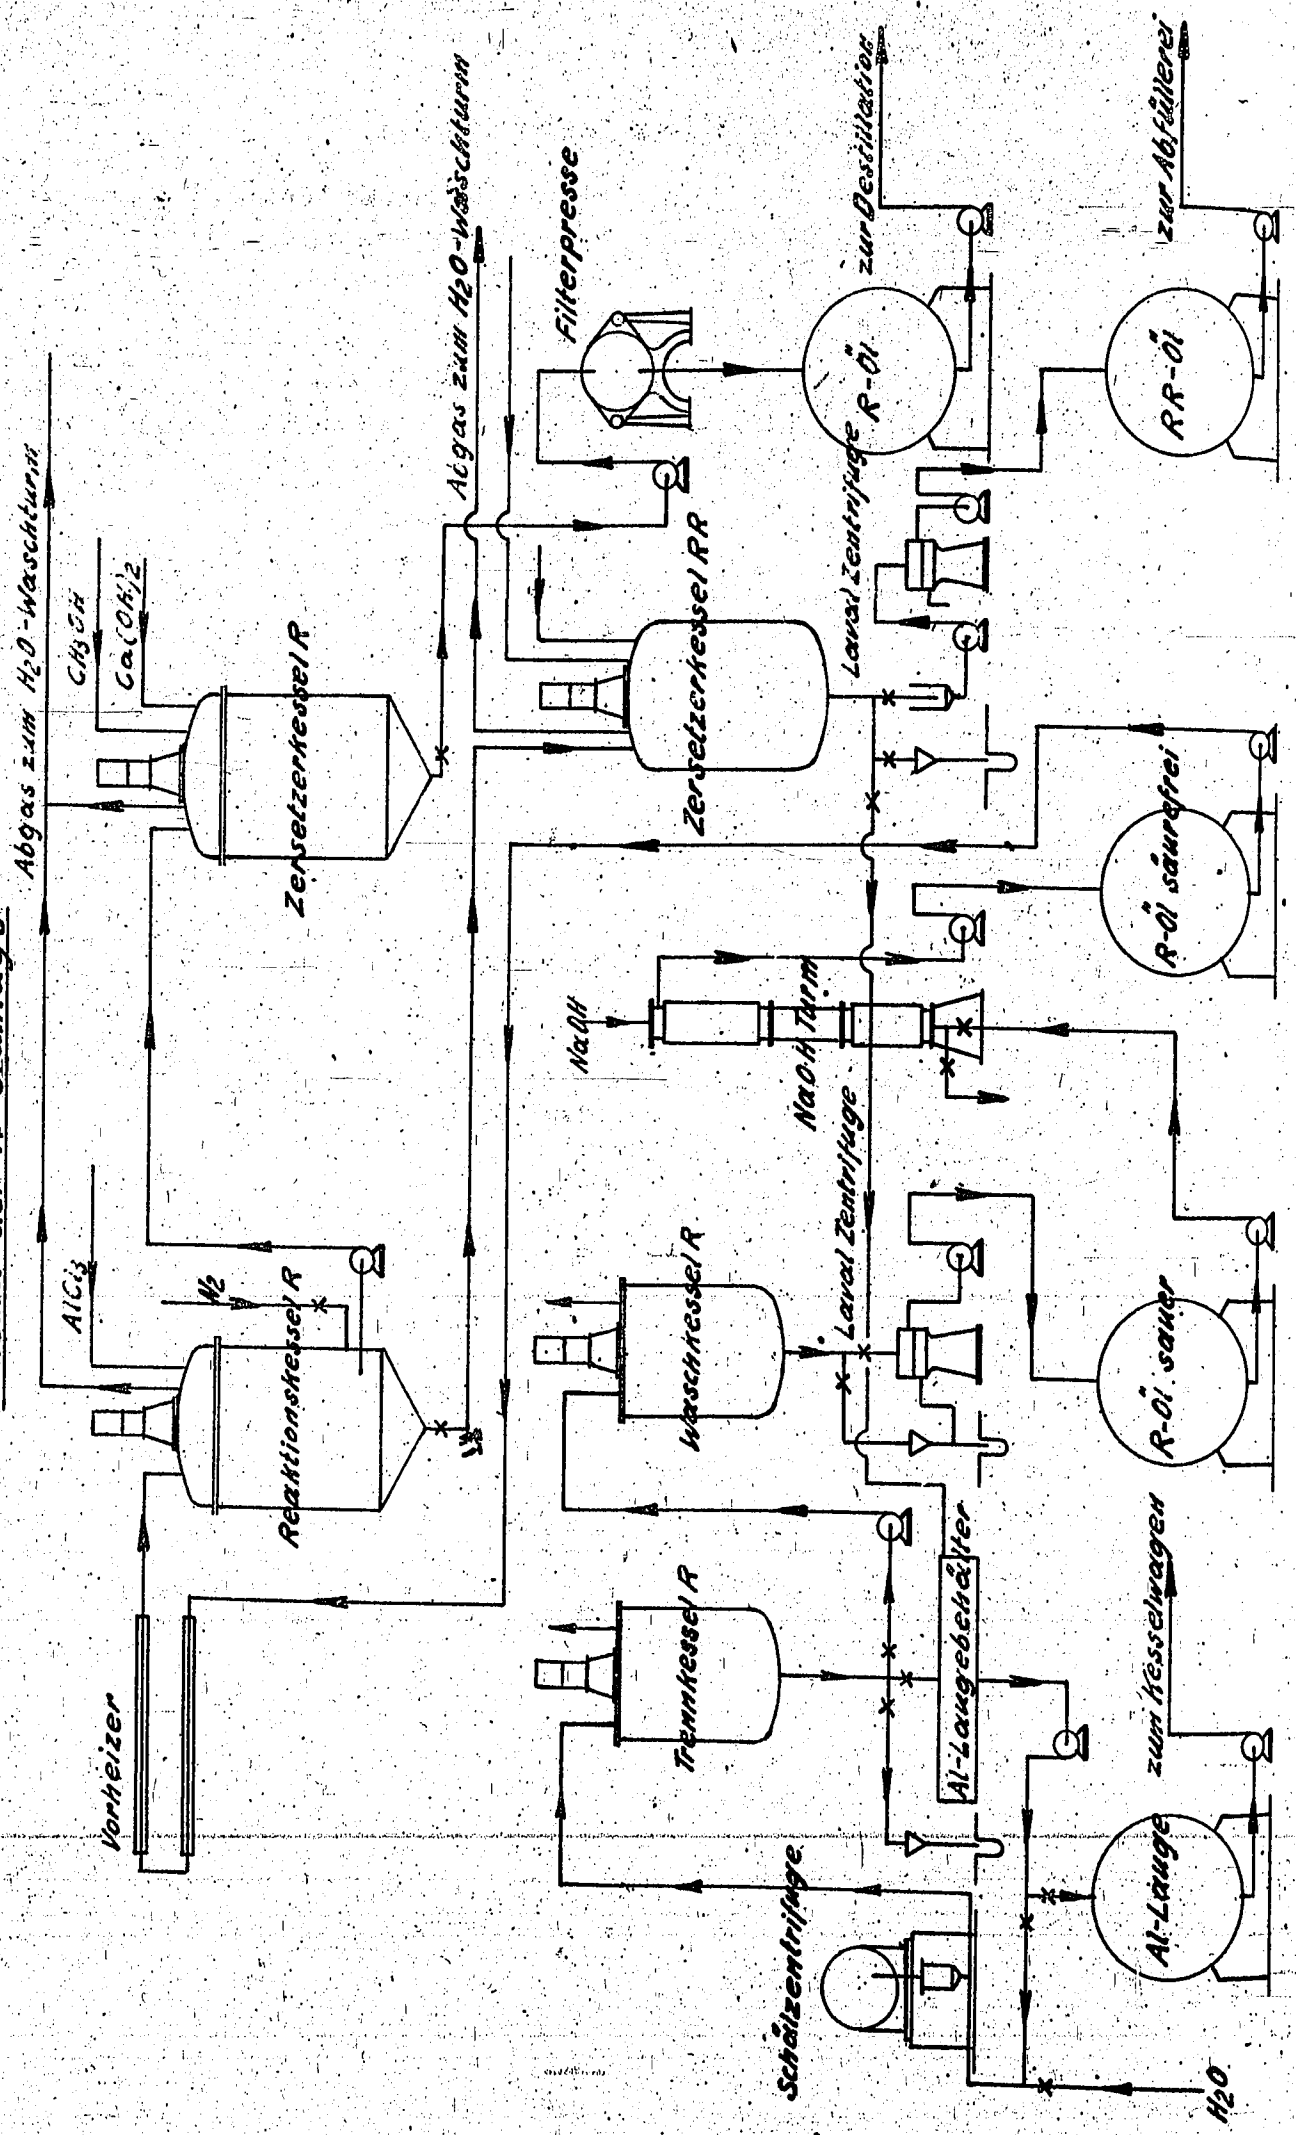 Abgas zum H2O-Waschturm
CH3OH
Ca(OH)2
AlCl3
N2
Vorheizer
Reaktionskessel R
Zersetzerkessel R
Abgas zum H2O-Waschturm
Filterpresse
Zersetzerkessel RR
NaOH
NaOH Turm
Waschkessel R
Trennkessel R
Schälzentrifuge
Laval Zentrifuge
Laval Zentrifuge
Al-Laugebehälter
zur Destillation
R-Öl
zur Abfüllerei
RR-Öl
R-Öl säurefrei
R-Öl sauer
zum Kesselwagen
Al-Lauge
H2O